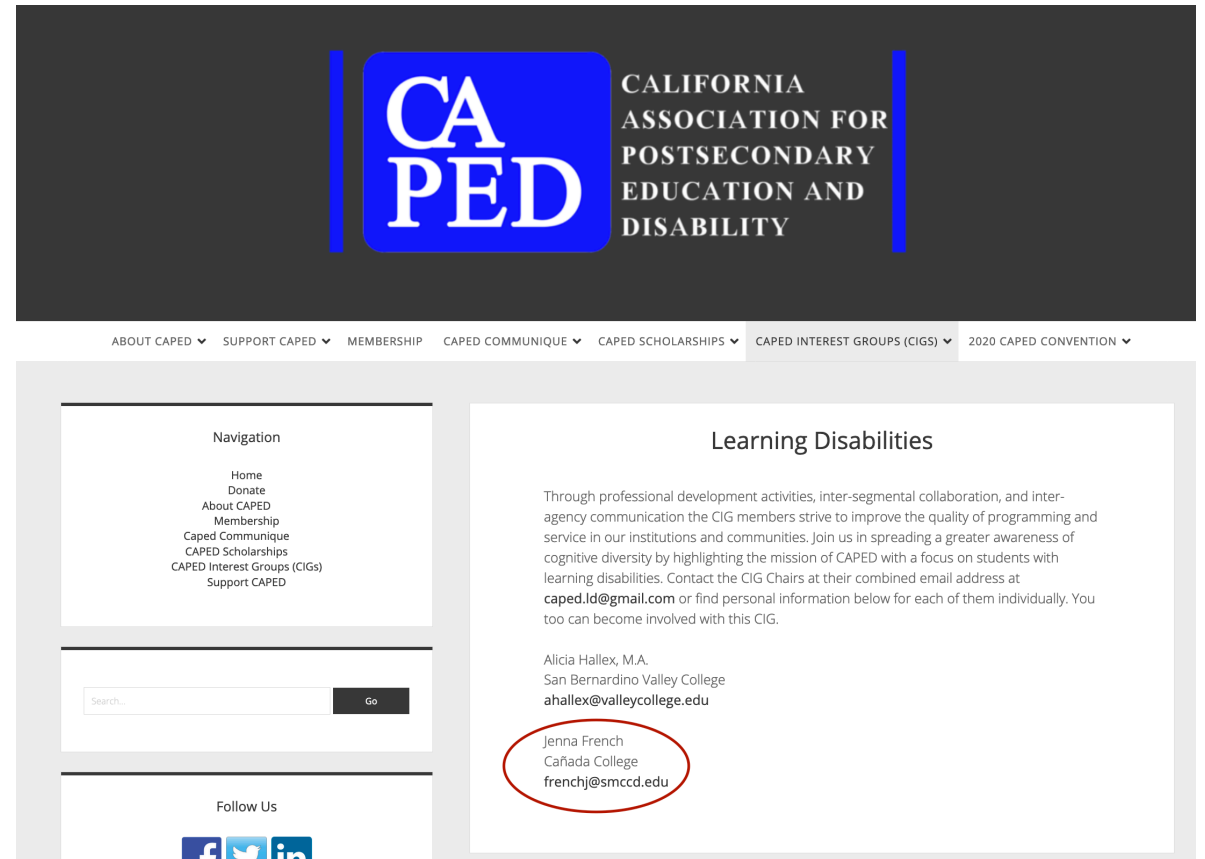 CA
PED
CALIFORNIA
ASSOCIATION FOR
POSTSECONDARY
EDUCATION AND
DISABILITY
ABOUT CAPED SUPPORT CAPED MEMBERSHIP CAPED COMMUNIQUE CAPED SCHOLARSHIPS CAPED INTEREST GROUPS (CIGS) 2020 CAPED CONVENTION
Navigation
Home
Donate
About CAPED
Membership
Caped Communique
CAPED Scholarships
CAPED Interest Groups (CIGs)
Support CAPED
Search...
Go
Follow Us
f
in
Learning Disabilities
Through professional development activities, inter-segmental collaboration, and inter-
agency communication the CIG members strive to improve the quality of programming and
service in our institutions and communities. Join us in spreading a greater awareness of
cognitive diversity by highlighting the mission of CAPED with a focus on students with
learning disabilities. Contact the CIG Chairs at their combined email address at
caped.ld@gmail.com or find personal information below for each of them individually. You
too can become involved with this CIG.
Alicia Hallex, M.A.
San Bernardino Valley College
ahallex@valleycollege.edu
Jenna French
Cañada College
frenchj@smccd.edu